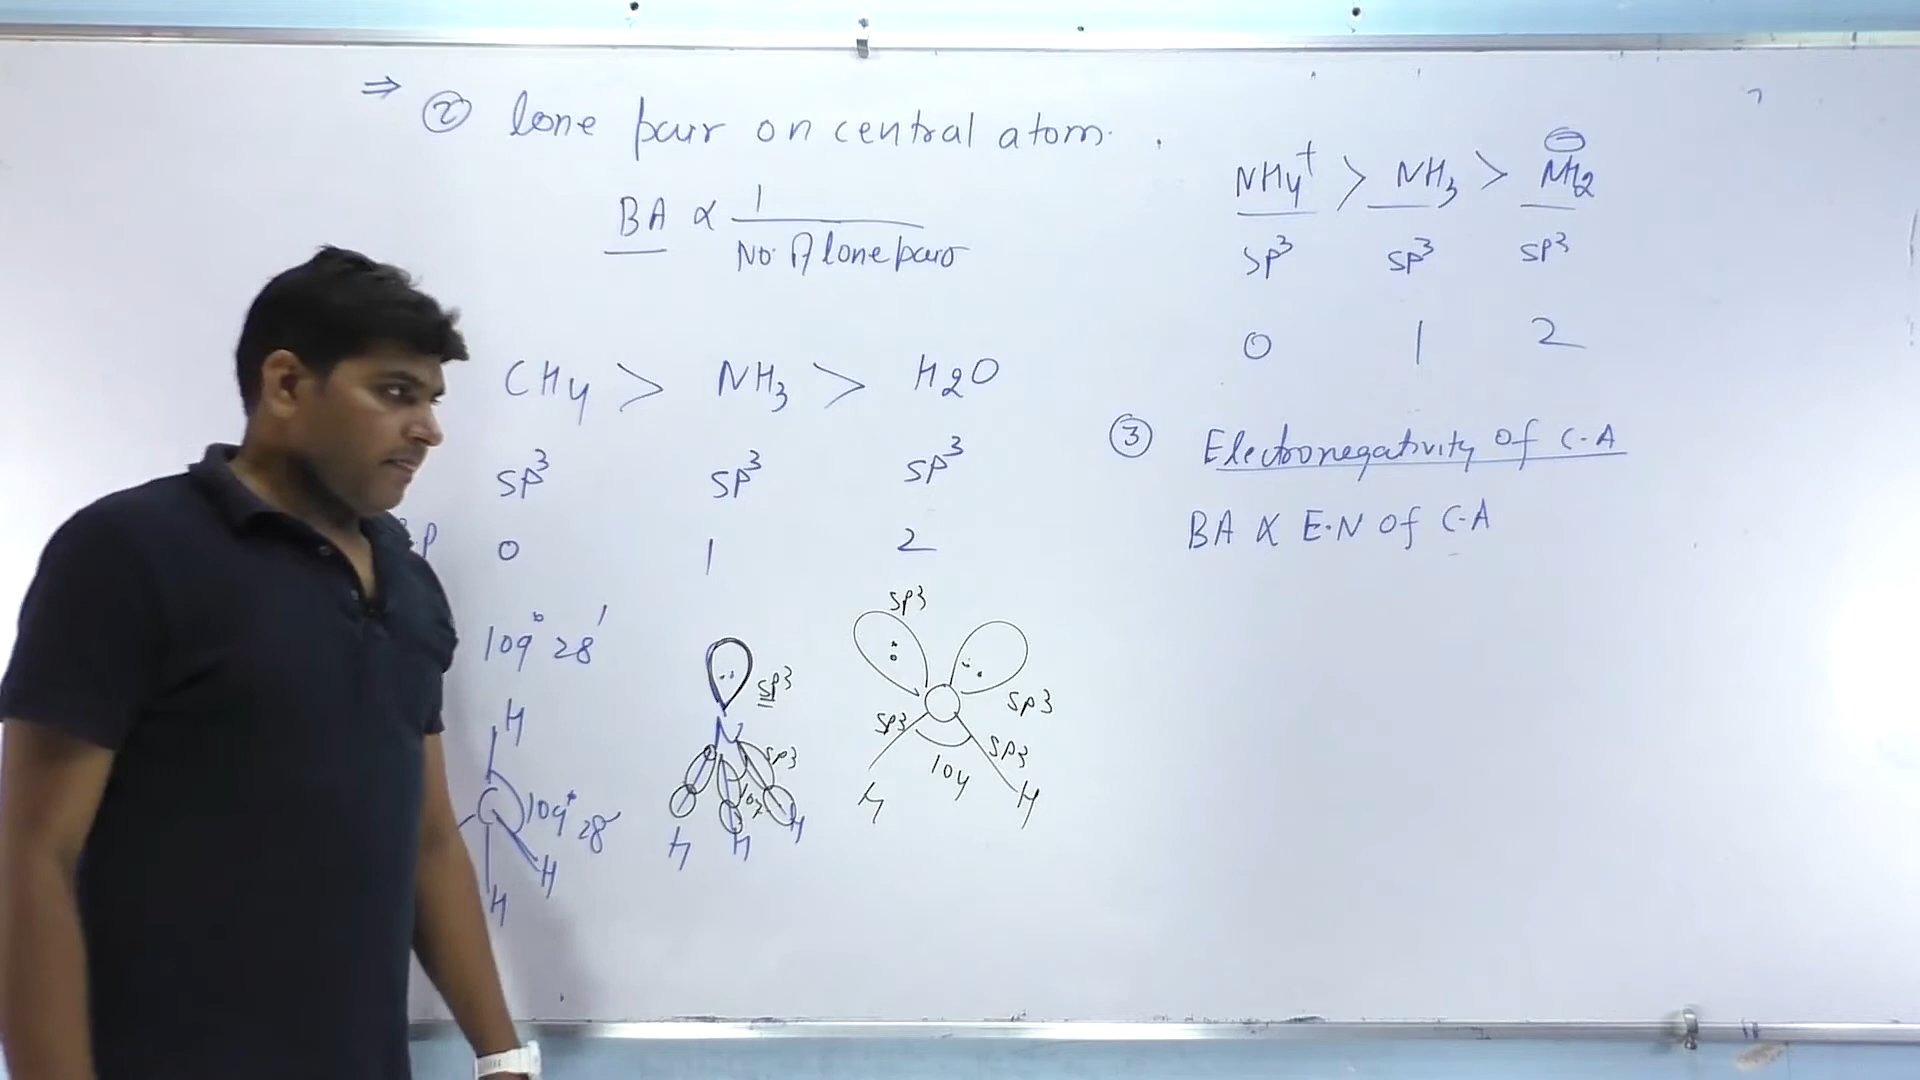 ⇒ ② lone pair on central atom.
BA ∝ 1
No. of lone pair
CH4 > NH3 > H2O
sp3 sp3 sp3
.p 0 1 2
109° 28'
H
C 109° 28'
H
H
sp3
N
sp3
H H H
sp3
sp3
sp3 sp3
104
H H
NH4+ > NH3 > NH2 ⊖
sp3 sp3 sp3
0 1 2
③ Electronegativity of C.A
BA ∝ E.N of C.A